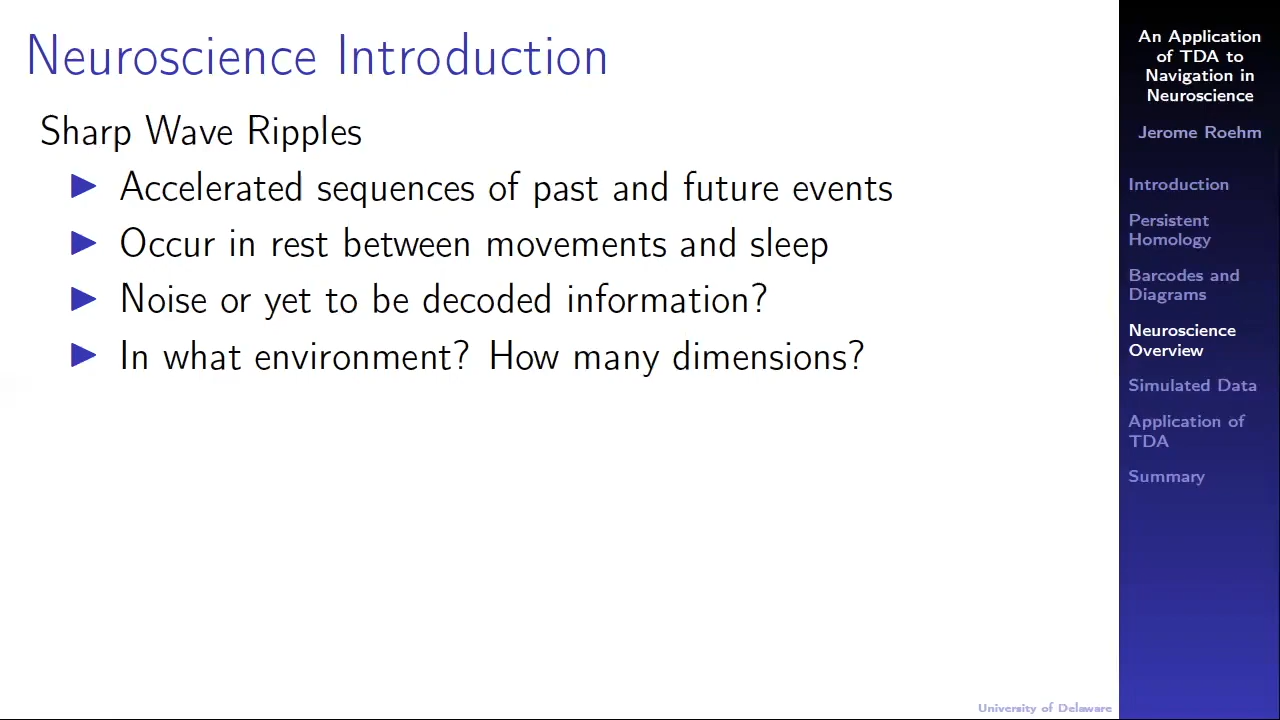 Neuroscience Introduction
Sharp Wave Ripples
Accelerated sequences of past and future events
Occur in rest between movements and sleep
Noise or yet to be decoded information?
In what environment? How many dimensions?
University of Delaware
An Application
of TDA to
Navigation in
Neuroscience
Jerome Roehm
Introduction
Persistent
Homology
Barcodes and
Diagrams
Neuroscience
Overview
Simulated Data
Application of
TDA
Summary